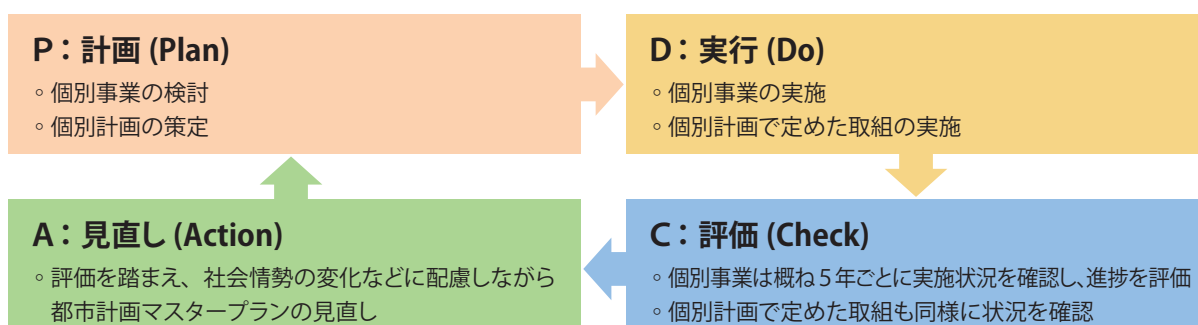 P：計画 (Plan)
◦ 個別事業の検討
◦ 個別計画の策定
D：実行 (Do)
◦ 個別事業の実施
◦ 個別計画で定めた取組の実施
A：見直し (Action)
◦ 評価を踏まえ、社会情勢の変化などに配慮しながら
都市計画マスタープランの見直し
C：評価 (Check)
◦ 個別事業は概ね５年ごとに実施状況を確認し、進捗を評価
◦ 個別計画で定めた取組も同様に状況を確認